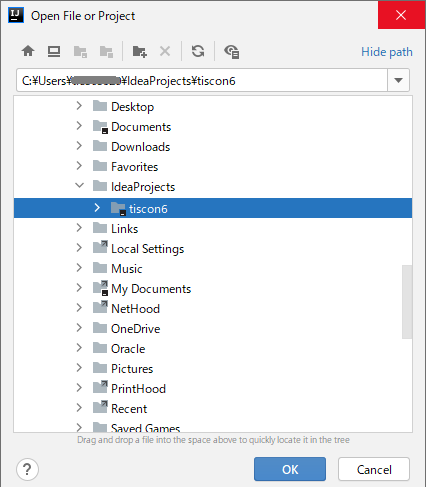 IJ
Open File or Project
Hide path
C:¥Users¥ ¥IdeaProjects¥tiscon6
Desktop
Documents
Downloads
Favorites
IdeaProjects
tiscon6
Links
Local Settings
Music
My Documents
NetHood
OneDrive
Oracle
Pictures
PrintHood
Recent
Saved Games
Drag and drop a file into the space above to quickly locate it in the tree
?
OK
Cancel